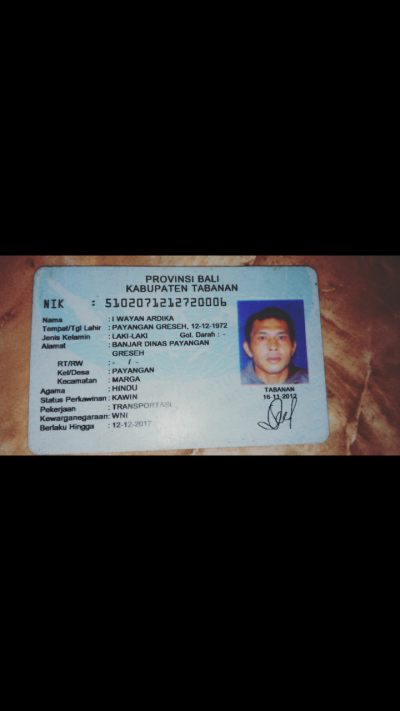 PROVINSI BALI
KABUPATEN TABANAN
NIK : 5102071212720006
Nama : I WAYAN ARDIKA
Tempat/Tgl Lahir : PAYANGAN GRESEH, 12-12-1972
Jenis Kelamin : LAKI-LAKI Gol. Darah : -
Alamat : BANJAR DINAS PAYANGAN
GRESEH
RT/RW : - / -
Kel/Desa : PAYANGAN
Kecamatan : MARGA
Agama : HINDU
Status Perkawinan : KAWIN
Pekerjaan : TRANSPORTASI
Kewarganegaraan : WNI
Berlaku Hingga : 12-12-2017
TABANAN
16-11-2012